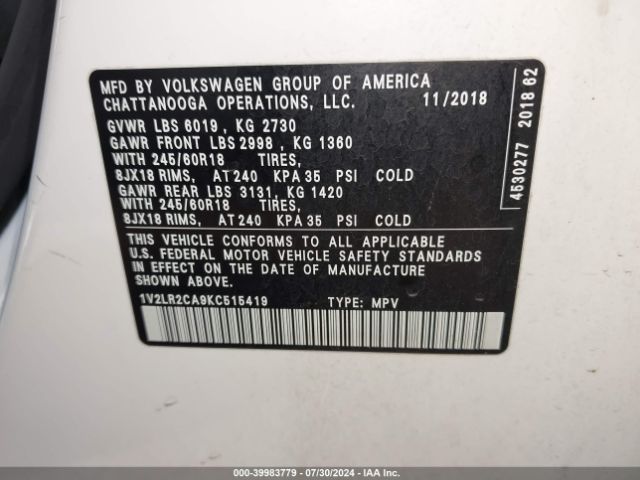 MFD BY VOLKSWAGEN GROUP OF AMERICA
CHATTANOOGA OPERATIONS, LLC. 11/2018
GVWR LBS 6019 , KG 2730
GAWR FRONT LBS 2998 , KG 1360
WITH 245/60R18 TIRES,
8JX18 RIMS, AT 240 KPA 35 PSI COLD
GAWR REAR LBS 3131, KG 1420
WITH 245/60R18 TIRES,
8JX18 RIMS, AT 240 KPA 35 PSI COLD
THIS VEHICLE CONFORMS TO ALL APPLICABLE
U.S. FEDERAL MOTOR VEHICLE SAFETY STANDARDS
IN EFFECT ON THE DATE OF MANUFACTURE
SHOWN ABOVE.
1V2LR2CA9KC515419 TYPE: MPV
4530277 2018 62
000-39983779 / 07/30/2024 - IAA Inc.